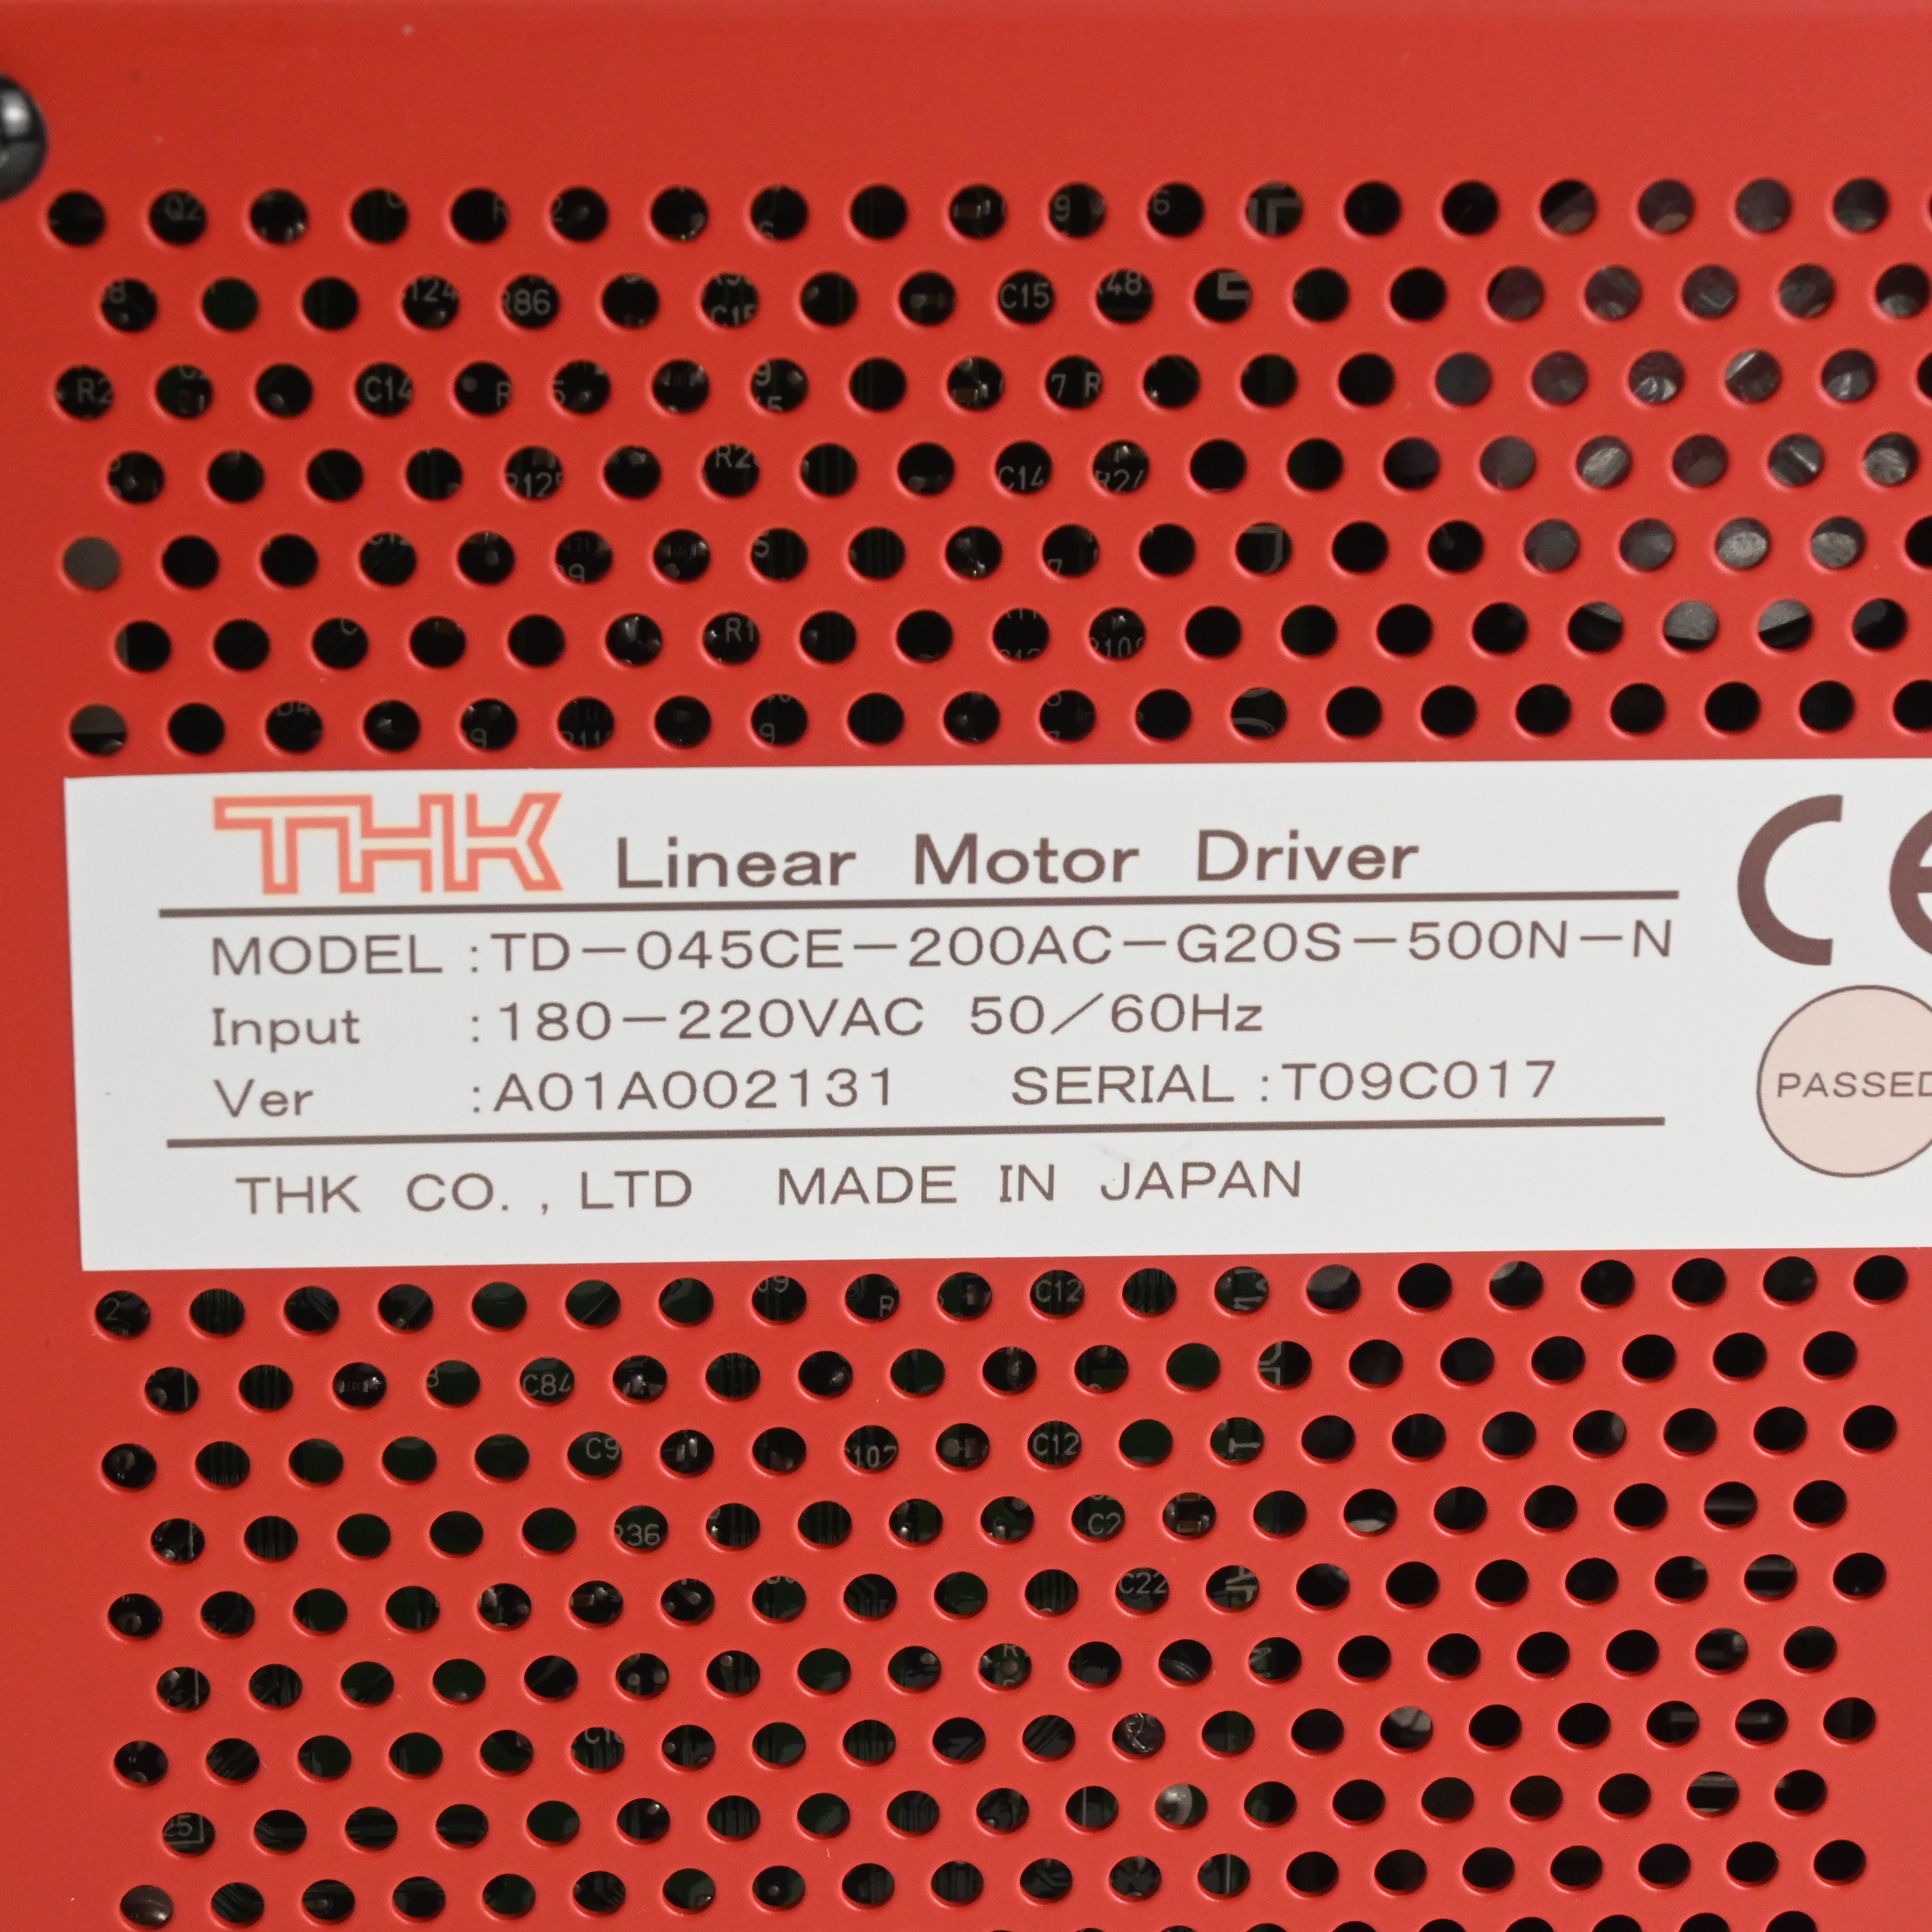 THK Linear Motor Driver
MODEL :TD-045CE-200AC-G20S-500N-N
Input :180-220VAC 50/60Hz
Ver :A01A002131 SERIAL :T09C017
THK CO., LTD MADE IN JAPAN
CE
PASSED